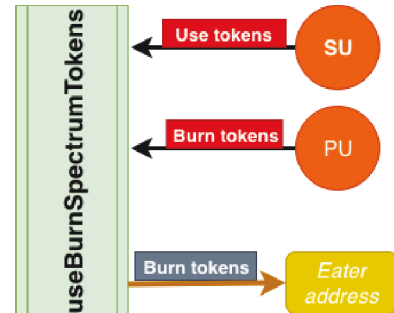 useBurnSpectrumTokens
Use tokens
SU
Burn tokens
PU
Burn tokens
Eater
address